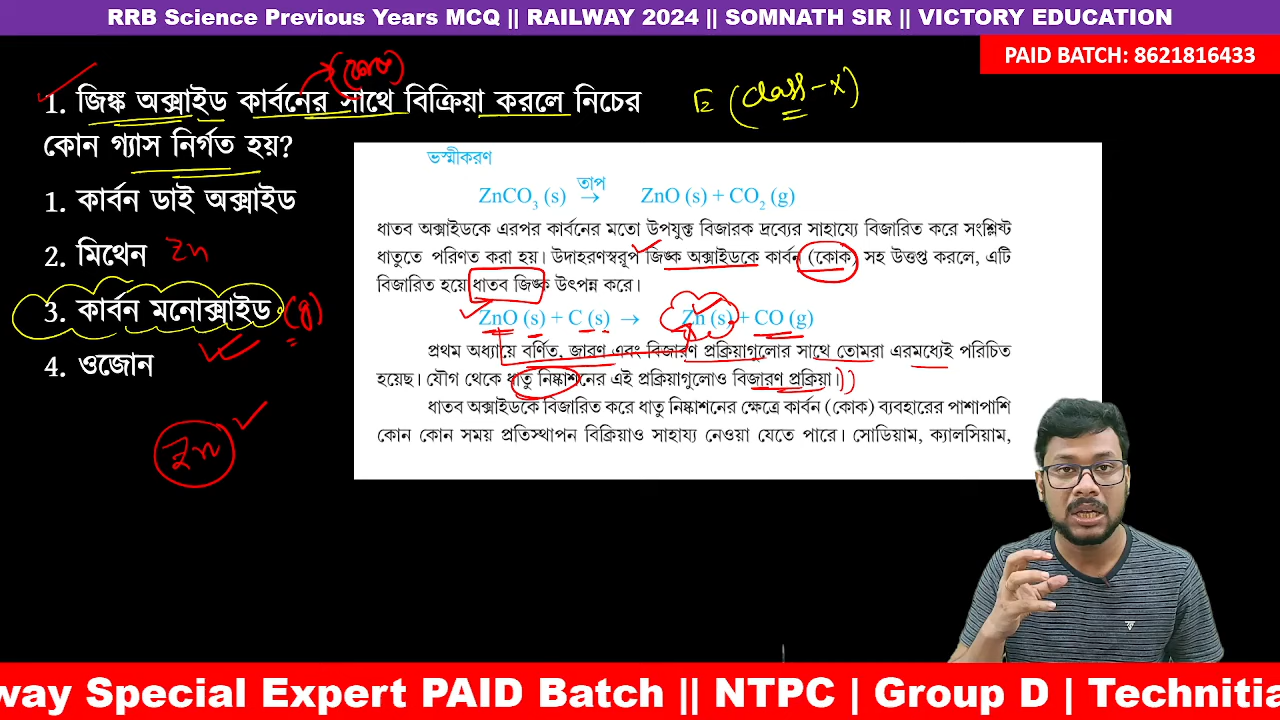 RRB Science Previous Years MCQ || RAILWAY 2024 || SOMNATH SIR || VICTORY EDUCATION
PAID BATCH: 8621816433
(কোক)
1. জিঙ্ক অক্সাইড কার্বনের সাথে বিক্রিয়া করলে নিচের
কোন গ্যাস নির্গত হয়?
(Class-X)
1. কার্বন ডাই অক্সাইড
2. মিথেন Zn
3. কার্বন মনোক্সাইড (g)
4. ওজোন
ভস্মীকরণ
তাপ
ZnCO₃ (s) → ZnO (s) + CO₂ (g)
ধাতব অক্সাইডকে এরপর কার্বনের মতো উপযুক্ত বিজারক দ্রব্যের সাহায্যে বিজারিত করে সংশ্লিষ্ট
ধাতুতে পরিণত করা হয়। উদাহরণস্বরূপ জিঙ্ক অক্সাইডকে কার্বন (কোক) সহ উত্তপ্ত করলে, এটি
বিজারিত হয়ে ধাতব জিঙ্ক উৎপন্ন করে।
ZnO (s) + C (s) → Zn (s) + CO (g)
প্রথম অধ্যায়ে বর্ণিত, জারণ এবং বিজারণ প্রক্রিয়াগুলোর সাথে তোমরা এরমধ্যেই পরিচিত
হয়েছ। যৌগ থেকে ধাতু নিষ্কাশনের এই প্রক্রিয়াগুলোও বিজারণ প্রক্রিয়া।
ধাতব অক্সাইডকে বিজারিত করে ধাতু নিষ্কাশনের ক্ষেত্রে কার্বন (কোক) ব্যবহারের পাশাপাশি
কোন কোন সময় প্রতিস্থাপন বিক্রিয়াও সাহায্য নেওয়া যেতে পারে। সোডিয়াম, ক্যালসিয়াম,
way Special Expert PAID Batch || NTPC | Group D | Technitia